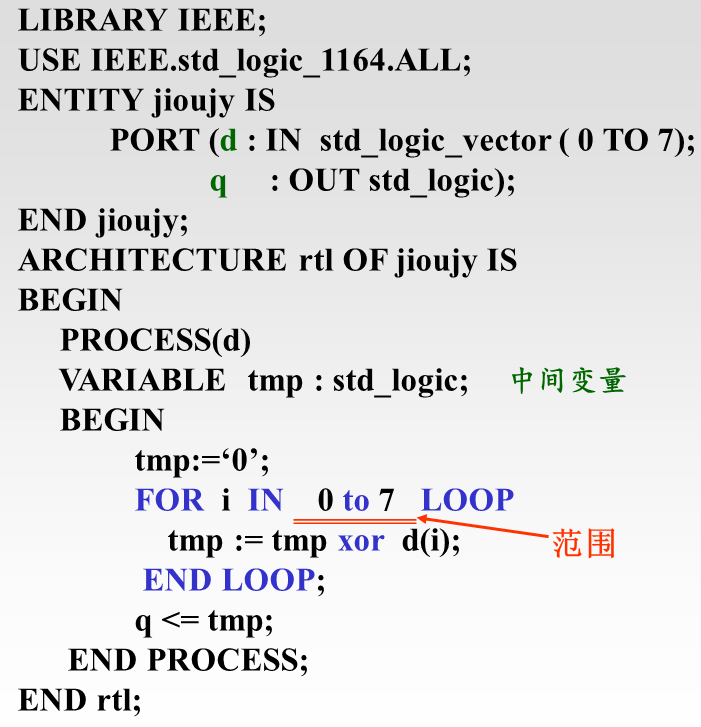 LIBRARY IEEE;
USE IEEE.std_logic_1164.ALL;
ENTITY jioujy IS
PORT (d : IN std_logic_vector ( 0 TO 7);
q : OUT std_logic);
END jioujy;
ARCHITECTURE rtl OF jioujy IS
BEGIN
PROCESS(d)
VARIABLE tmp : std_logic; 中间变量
BEGIN
tmp:=‘0’;
FOR i IN 0 to 7 LOOP
tmp := tmp xor d(i); 范围
END LOOP;
q <= tmp;
END PROCESS;
END rtl;